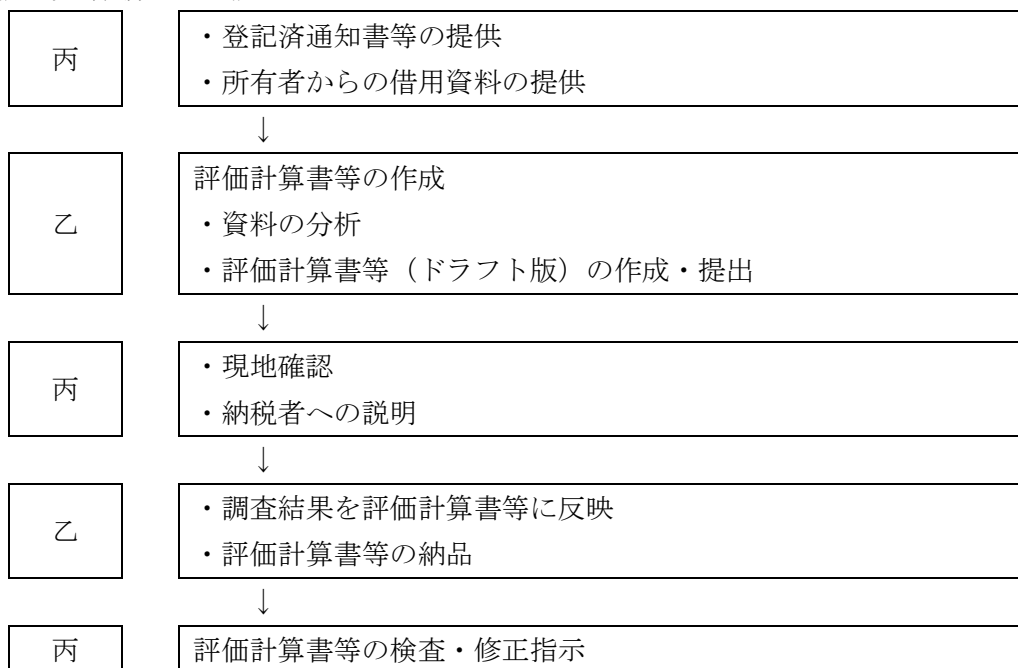 丙
・登記済通知書等の提供
・所有者からの借用資料の提供
↓
乙
評価計算書等の作成
・資料の分析
・評価計算書等（ドラフト版）の作成・提出
↓
丙
・現地確認
・納税者への説明
↓
乙
・調査結果を評価計算書等に反映
・評価計算書等の納品
↓
丙
評価計算書等の検査・修正指示